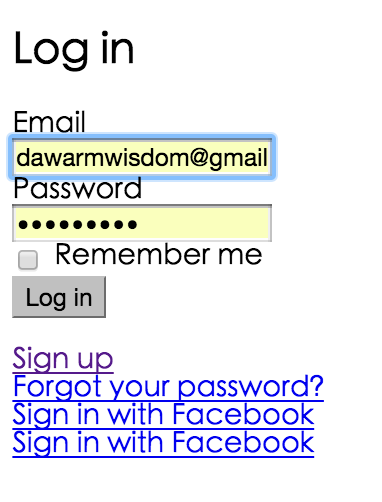 Log in
Email
dawarmwisdom@gmail
Password
•••••••••
Remember me
Log in
Sign up
Forgot your password?
Sign in with Facebook
Sign in with Facebook